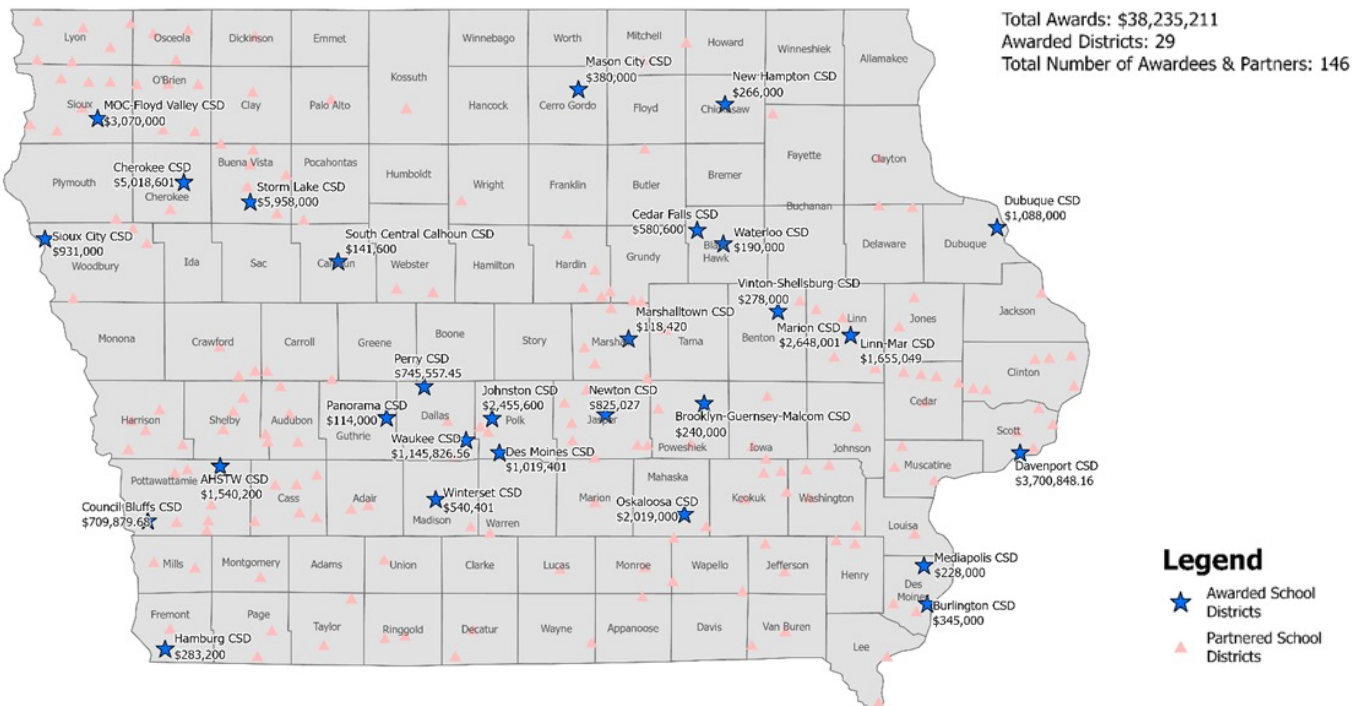 Total Awards: $38,235,211
Awarded Districts: 29
Total Number of Awardees & Partners: 146
Lyon
Osceola
Dickinson
Emmet
Winnebago
Worth
Mitchell
Howard
Winneshiek
Allamakee
Kossuth
Mason City CSD
$380,000
New Hampton CSD
$266,000
O'Brien
Sioux
MOC-Floyd Valley CSD
$3,070,000
Clay
Palo Alto
Hancock
Cerro Gordo
Floyd
Chickasaw
Fayette
Clayton
Cherokee CSD
$5,018,601
Buena Vista
Pocahontas
Humboldt
Wright
Franklin
Butler
Bremer
Plymouth
Cherokee
Storm Lake CSD
$5,958,000
Buchanan
Dubuque CSD
$1,088,000
Cedar Falls CSD
$580,600
Waterloo CSD
$190,000
Sioux City CSD
$931,000
South Central Calhoun CSD
$141,600
Black
Hawk
Delaware
Dubuque
Woodbury
Ida
Sac
Calhoun
Webster
Hamilton
Hardin
Grundy
Vinton-Shellsburg CSD
$278,000
Marshalltown CSD
$118,420
Linn
Jones
Jackson
Monona
Crawford
Carroll
Greene
Boone
Story
Marshall
Tama
Benton
Marion CSD
$2,648,001
Linn-Mar CSD
$1,655,049
Perry CSD
$745,557.45
Clinton
Johnston CSD
$2,455,600
Newton CSD
$825,027
Cedar
Panorama CSD
$114,000
Dallas
Polk
Jasper
Brooklyn-Guernsey-Malcom CSD
$240,000
Harrison
Shelby
Audubon
Guthrie
Waukee CSD
$1,145,826.56
Des Moines CSD
$1,019,401
Poweshiek
Iowa
Johnson
Scott
Muscatine
Davenport CSD
$3,700,848.16
Pottawattamie
AHSTW CSD
$1,540,200
Cass
Adair
Winterset CSD
$540,401
Madison
Warren
Marion
Mahaska
Oskaloosa CSD
$2,019,000
Keokuk
Washington
Council Bluffs CSD
$709,879.68
Louisa
Mills
Montgomery
Adams
Union
Clarke
Lucas
Monroe
Wapello
Jefferson
Henry
Mediapolis CSD
$228,000
Des
Moines
Burlington CSD
$345,000
Fremont
Page
Taylor
Ringgold
Decatur
Wayne
Appanoose
Davis
Van Buren
Lee
Hamburg CSD
$283,200
Legend
Awarded School
Districts
Partnered School
Districts